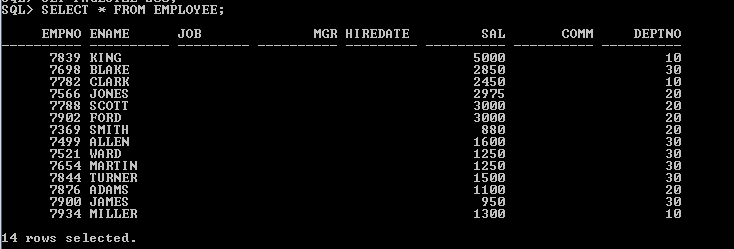 SQL> SELECT * FROM EMPLOYEE;
EMPNO ENAME JOB MGR HIREDATE SAL COMM DEPTNO
7839 KING 5000 10
7698 BLAKE 2850 30
7782 CLARK 2450 10
7566 JONES 2975 20
7788 SCOTT 3000 20
7902 FORD 3000 20
7369 SMITH 880 20
7499 ALLEN 1600 30
7521 WARD 1250 30
7654 MARTIN 1250 30
7844 TURNER 1500 30
7876 ADAMS 1100 20
7900 JAMES 950 30
7934 MILLER 1300 10
14 rows selected.